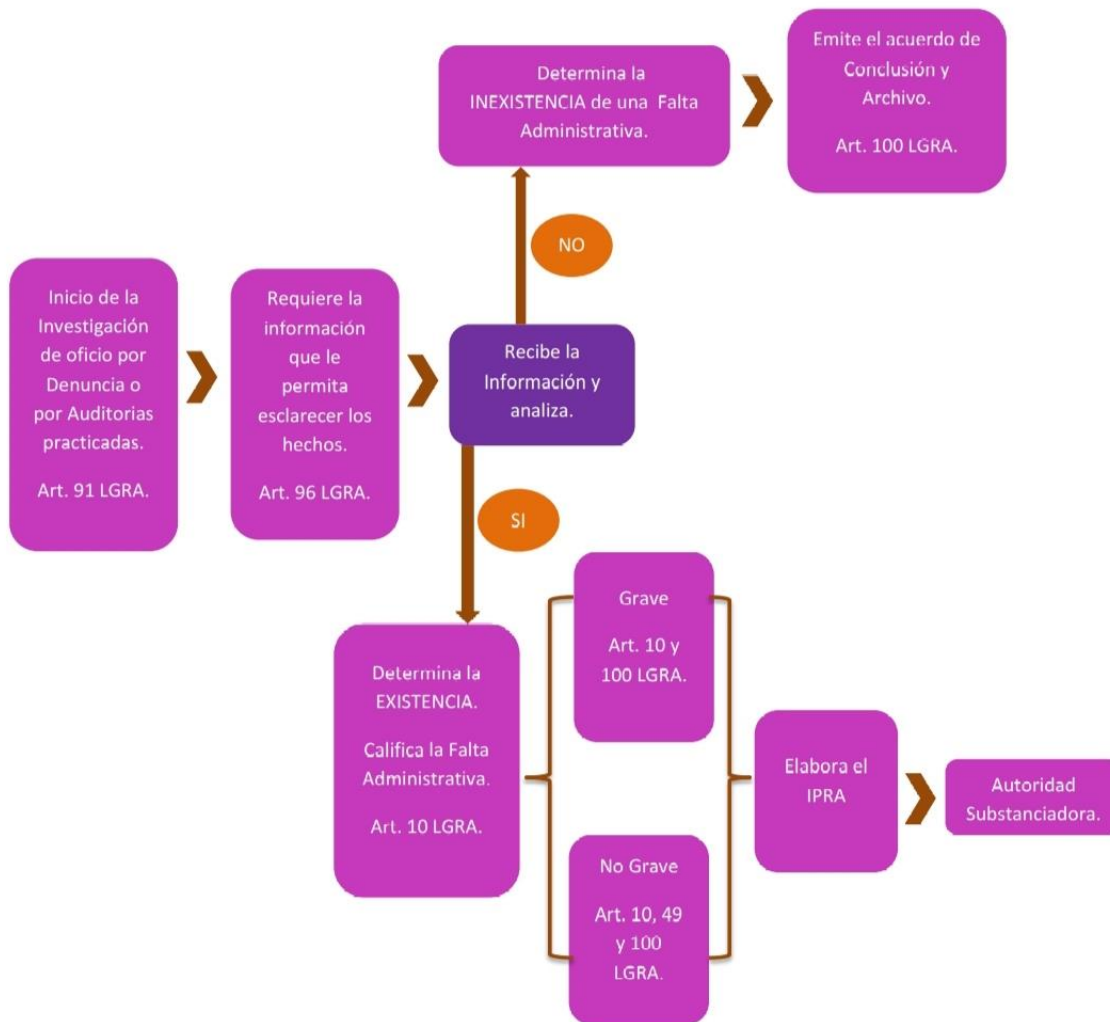 Inicio de la
Investigación
de oficio por
Denuncia o
por Auditorias
practicadas.
Art. 91 LGRA.
Requiere la
información
que le
permita
esclarecer los
hechos.
Art. 96 LGRA.
Recibe la
Información y
analiza.
NO
Determina la
INEXISTENCIA de una Falta
Administrativa.
Emite el acuerdo de
Conclusión y
Archivo.
Art. 100 LGRA.
SI
Determina la
EXISTENCIA.
Califica la Falta
Administrativa.
Art. 10 LGRA.
Grave
Art. 10 y
100 LGRA.
No Grave
Art. 10, 49
y 100
LGRA.
Elabora el
IPRA
Autoridad
Substanciadora.